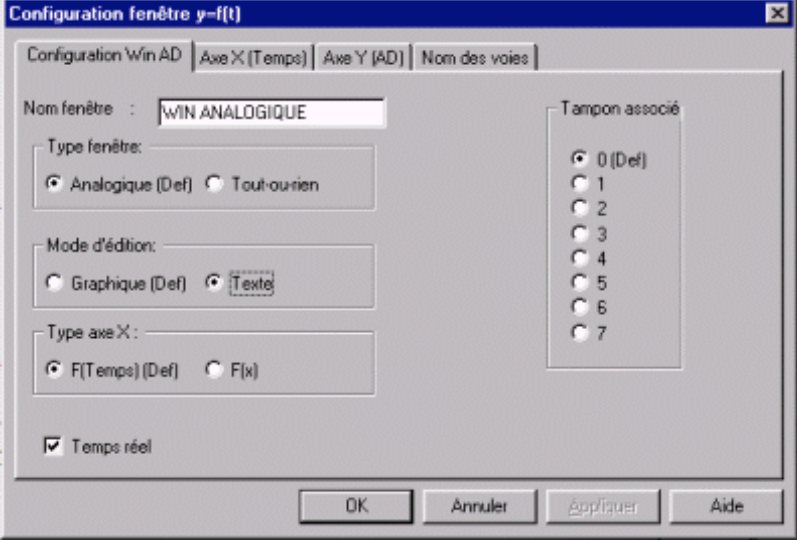 Configuration fenêtre y=f(t)
Configuration Win AD
Axe X (Temps)
Axe Y (AD)
Nom des voies
Nom fenêtre :
WIN ANALOGIQUE
Type fenêtre:
Analogique (Def)
Tout-ou-rien
Mode d'édition:
Graphique (Def)
Texte
Type axe X :
F(Temps) (Def)
F(x)
Temps réel
Tampon associé
0 (Def)
1
2
3
4
5
6
7
OK
Annuler
Appliquer
Aide